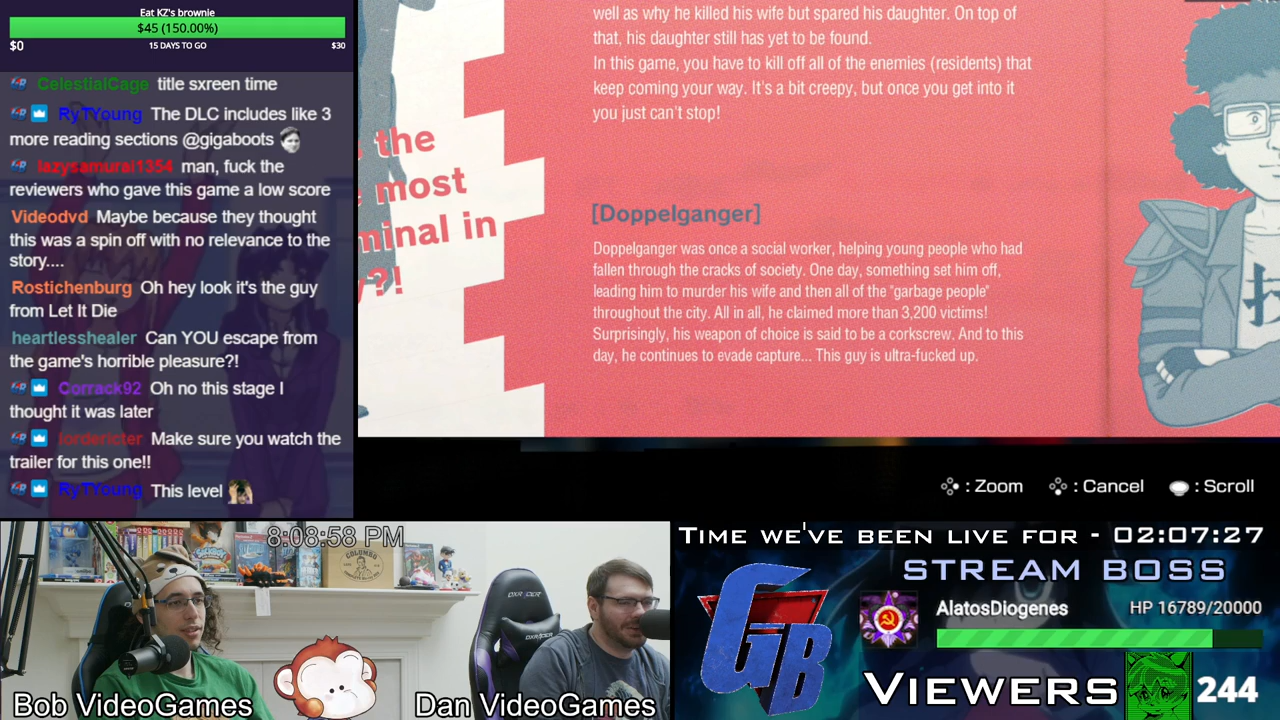 Eat KZ's brownie
$45 (150.00%)
$0 15 DAYS TO GO $30
CelestialCage title sxreen time
RyTYoung The DLC includes like 3
more reading sections @gigaboots
lazysamurai1354 man, fuck the
reviewers who gave this game a low score
Videodvd Maybe because they thought
this was a spin off with no relevance to the
story....
Rostichenburg Oh hey look it's the guy
from Let It Die
heartlesshealer Can YOU escape from
the game's horrible pleasure?!
Corrack92 Oh no this stage I
thought it was later
lordericter Make sure you watch the
trailer for this one!!
RyTYoung This level
well as why he killed his wife but spared his daughter. On top of
that, his daughter still has yet to be found.
In this game, you have to kill off all of the enemies (residents) that
keep coming your way. It's a bit creepy, but once you get into it
you just can't stop!
the
most
minal in
?!
[Doppelganger]
Doppelganger was once a social worker, helping young people who had
fallen through the cracks of society. One day, something set him off,
leading him to murder his wife and then all of the "garbage people"
throughout the city. All in all, he claimed more than 3,200 victims!
Surprisingly, his weapon of choice is said to be a corkscrew. And to this
day, he continues to evade capture... This guy is ultra-fucked up.
: Zoom : Cancel : Scroll
8:08:58 PM
COLUMBO
DXRACER
Bob VideoGames
Dan VideoGames
Time we've been live for - 02:07:27
GB
STREAM BOSS
AlatosDiogenes HP 16789/20000
Viewers 244